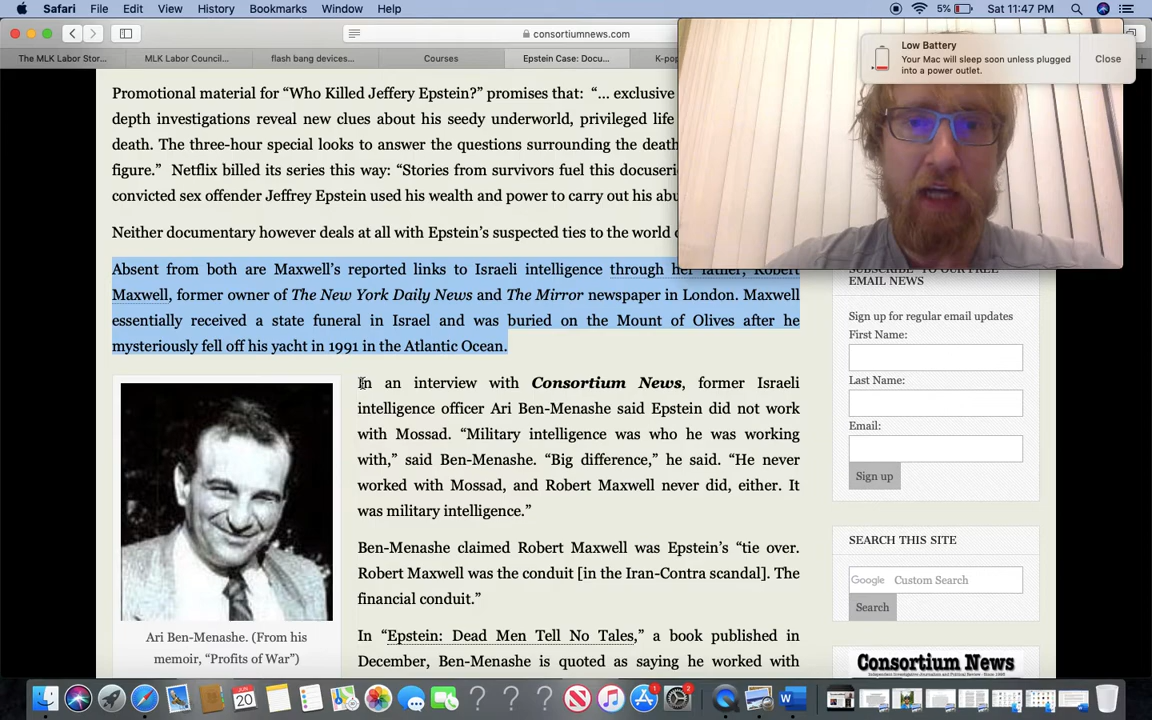 Safari File Edit View History Bookmarks Window Help 5% Sat 11:47 PM
consortiumnews.com
The MLK Labor Stor... MLK Labor Council... flash bang devices... Courses Epstein Case: Docu... K-pop
Low Battery
Your Mac will sleep soon unless plugged
into a power outlet.
Close
Promotional material for “Who Killed Jeffery Epstein?” promises that: “... exclusive
depth investigations reveal new clues about his seedy underworld, privileged life
death. The three-hour special looks to answer the questions surrounding the death
figure.” Netflix billed its series this way: “Stories from survivors fuel this docuseri
convicted sex offender Jeffrey Epstein used his wealth and power to carry out his abu
Neither documentary however deals at all with Epstein’s suspected ties to the world
Absent from both are Maxwell’s reported links to Israeli intelligence through her father, Robert
Maxwell, former owner of The New York Daily News and The Mirror newspaper in London. Maxwell
essentially received a state funeral in Israel and was buried on the Mount of Olives after he
mysteriously fell off his yacht in 1991 in the Atlantic Ocean.
In an interview with Consortium News, former Israeli
intelligence officer Ari Ben-Menashe said Epstein did not work
with Mossad. “Military intelligence was who he was working
with,” said Ben-Menashe. “Big difference,” he said. “He never
worked with Mossad, and Robert Maxwell never did, either. It
was military intelligence.”
Ben-Menashe claimed Robert Maxwell was Epstein’s “tie over.
Robert Maxwell was the conduit [in the Iran-Contra scandal]. The
financial conduit.”
In “Epstein: Dead Men Tell No Tales,” a book published in
December, Ben-Menashe is quoted as saying he worked with
Ari Ben-Menashe. (From his
memoir, “Profits of War”)
SUBSCRIBE TO OUR FREE
EMAIL NEWS
Sign up for regular email updates
First Name:
Last Name:
Email:
Sign up
SEARCH THIS SITE
Google Custom Search
Search
Consortium News
JUN
20
1
2